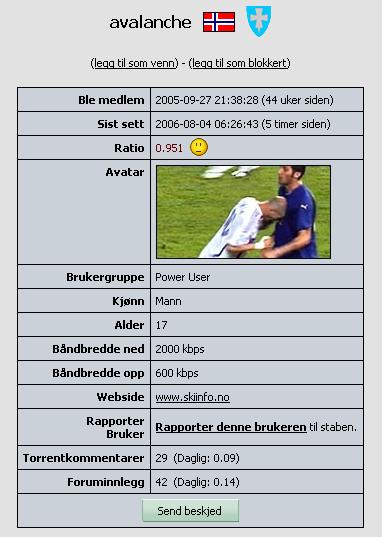 avalanche
(legg til som venn) - (legg til som blokkert)
Ble medlem 2005-09-27 21:38:28 (44 uker siden)
Sist sett 2006-08-04 06:26:43 (5 timer siden)
Ratio 0.951
Avatar
Brukergruppe Power User
Kjønn Mann
Alder 17
Båndbredde ned 2000 kbps
Båndbredde opp 600 kbps
Webside www.skiinfo.no
Rapporter
Bruker Rapporter denne brukeren til staben.
Torrentkommentarer 29 (Daglig: 0.09)
Foruminnlegg 42 (Daglig: 0.14)
Send beskjed